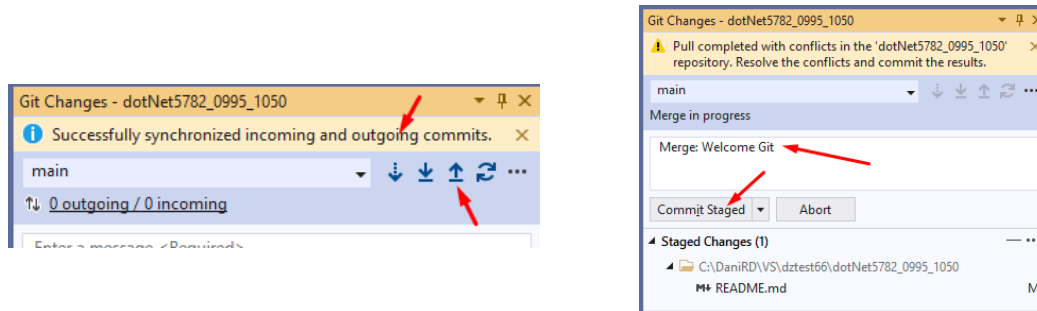 Git Changes - dotNet5782_0995_1050
Successfully synchronized incoming and outgoing commits.
main
0 outgoing / 0 incoming
Enter a message <Required>
Git Changes - dotNet5782_0995_1050
Pull completed with conflicts in the 'dotNet5782_0995_1050'
repository. Resolve the conflicts and commit the results.
main
Merge in progress
Merge: Welcome Git
Commit Staged Abort
Staged Changes (1)
C:\DaniRD\VS\dztest66\dotNet5782_0995_1050
M↓ README.md M